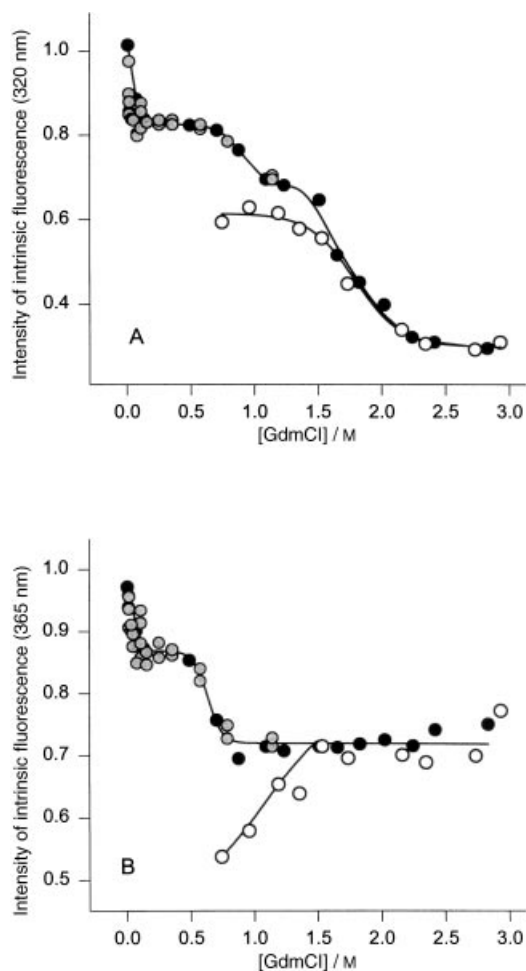 Intensity of intrinsic fluorescence (320 nm)
1.0
0.8
0.6
0.4
A
0.0 0.5 1.0 1.5 2.0 2.5 3.0
[GdmCl] / M
Intensity of intrinsic fluorescence (365 nm)
1.0
0.9
0.8
0.7
0.6
0.5
B
0.0 0.5 1.0 1.5 2.0 2.5 3.0
[GdmCl] / M